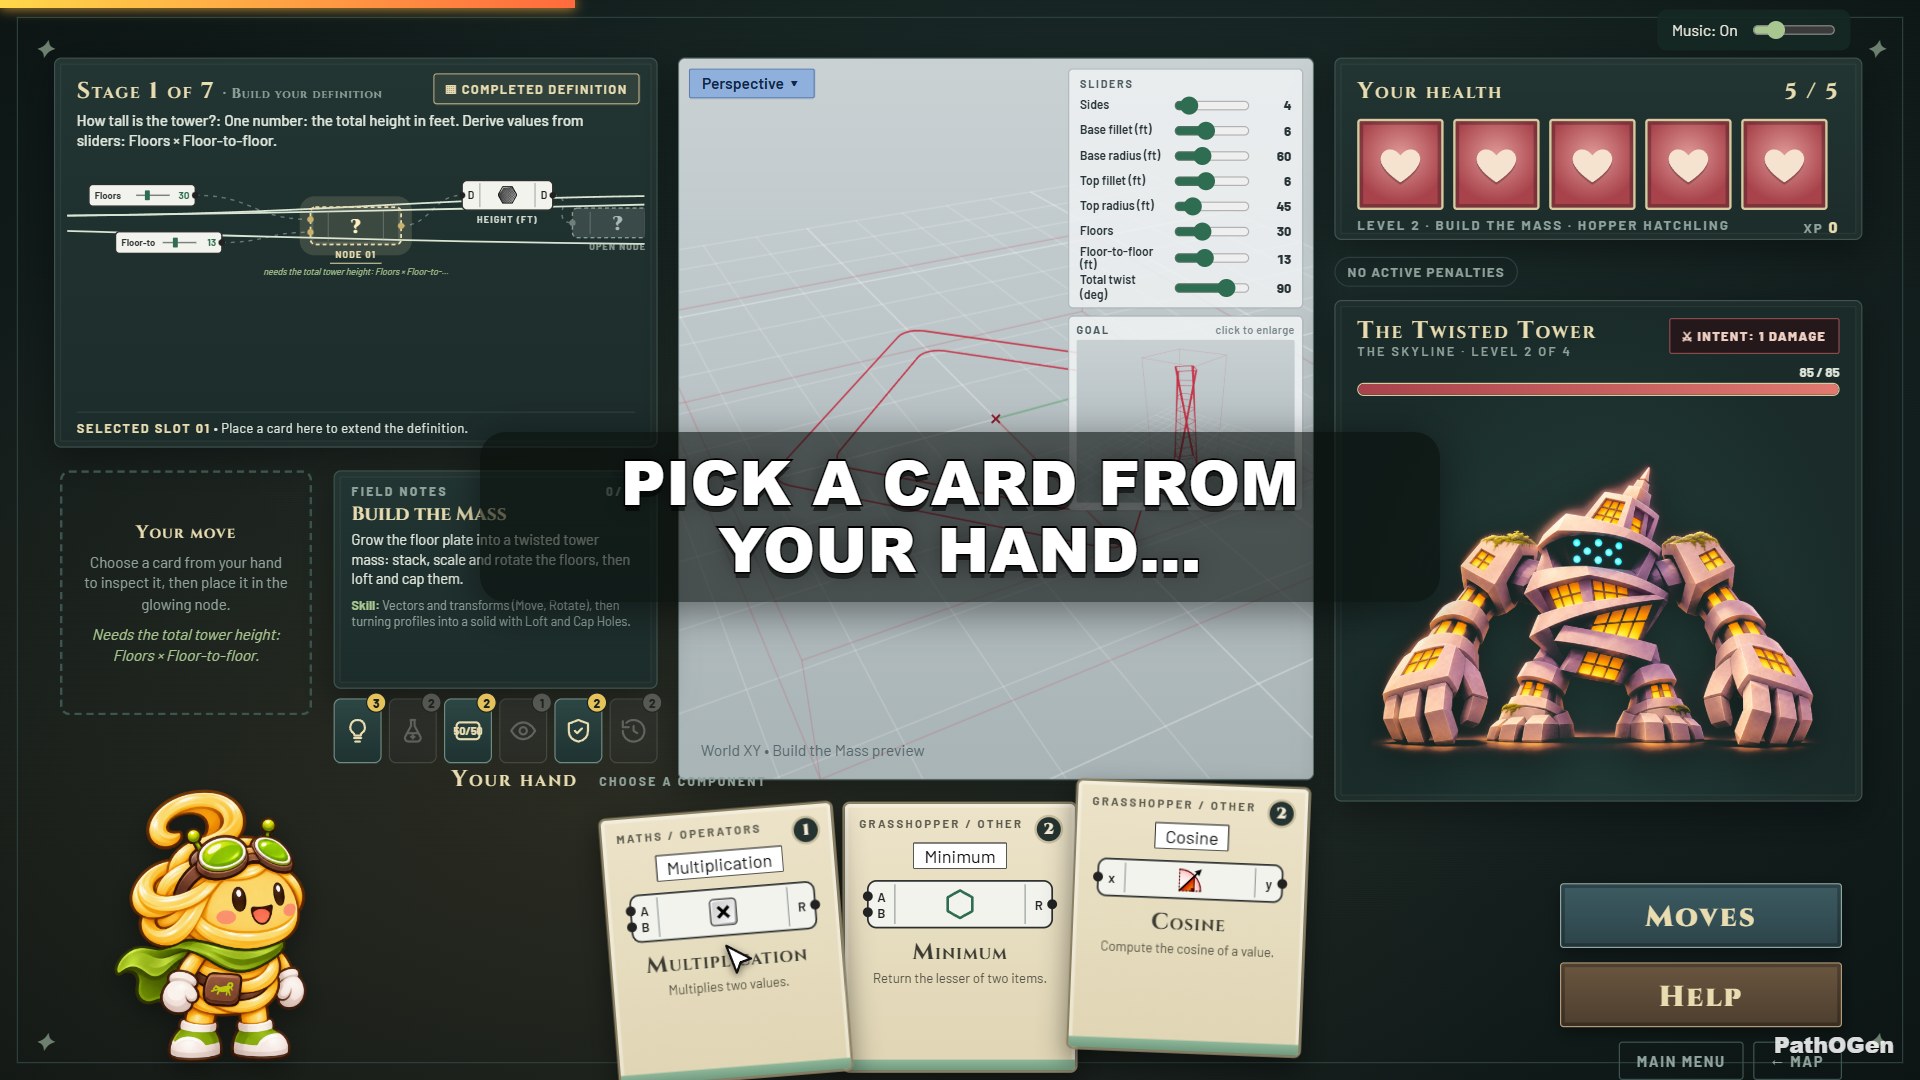 Music: On
STAGE 1 OF 7 · BUILD YOUR DEFINITION
COMPLETED DEFINITION
How tall is the tower?: One number: the total height in feet. Derive values from
sliders: Floors × Floor-to-floor.
Floors 30
Floor-to 13
?
NODE 01
needs the total tower height: Floors × Floor-to-...
D D
HEIGHT (FT)
?
OPEN NODE
SELECTED SLOT 01 • Place a card here to extend the definition.
Perspective ▼
SLIDERS
Sides 4
Base fillet (ft) 6
Base radius (ft) 60
Top fillet (ft) 6
Top radius (ft) 45
Floors 30
Floor-to-floor
(ft) 13
Total twist
(deg) 90
GOAL click to enlarge
World XY • Build the Mass preview
YOUR HEALTH 5 / 5
LEVEL 2 · BUILD THE MASS · HOPPER HATCHLING XP 0
NO ACTIVE PENALTIES
THE TWISTED TOWER
THE SKYLINE · LEVEL 2 OF 4
INTENT: 1 DAMAGE
85 / 85
PICK A CARD FROM
YOUR HAND...
YOUR MOVE
Choose a card from your hand
to inspect it, then place it in the
glowing node.
Needs the total tower height:
Floors × Floor-to-floor.
FIELD NOTES 0/
BUILD THE MASS
Grow the floor plate into a twisted tower
mass: stack, scale and rotate the floors, then
loft and cap them.
Skill: Vectors and transforms (Move, Rotate), then
turning profiles into a solid with Loft and Cap Holes.
3 2 2 1 2 2
50/50
YOUR HAND CHOOSE A COMPONENT
MATHS / OPERATORS 1
Multiplication
A
B
R
MULTIPLICATION
Multiplies two values.
GRASSHOPPER / OTHER 2
Minimum
A
B
R
MINIMUM
Return the lesser of two items.
GRASSHOPPER / OTHER 2
Cosine
x y
COSINE
Compute the cosine of a value.
MOVES
HELP
MAIN MENU
← MAP
PathOGen